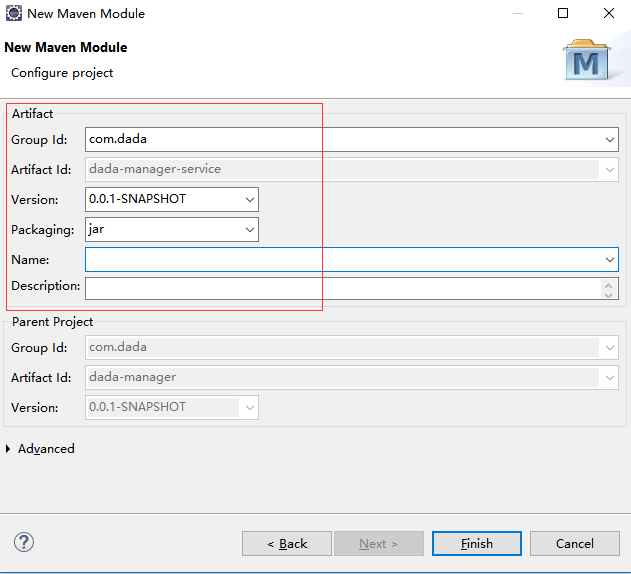 New Maven Module
New Maven Module
Configure project
M
Artifact
Group Id: com.dada
Artifact Id: dada-manager-service
Version: 0.0.1-SNAPSHOT
Packaging: jar
Name:
Description:
Parent Project
Group Id: com.dada
Artifact Id: dada-manager
Version: 0.0.1-SNAPSHOT
Advanced
? < Back Next > Finish Cancel